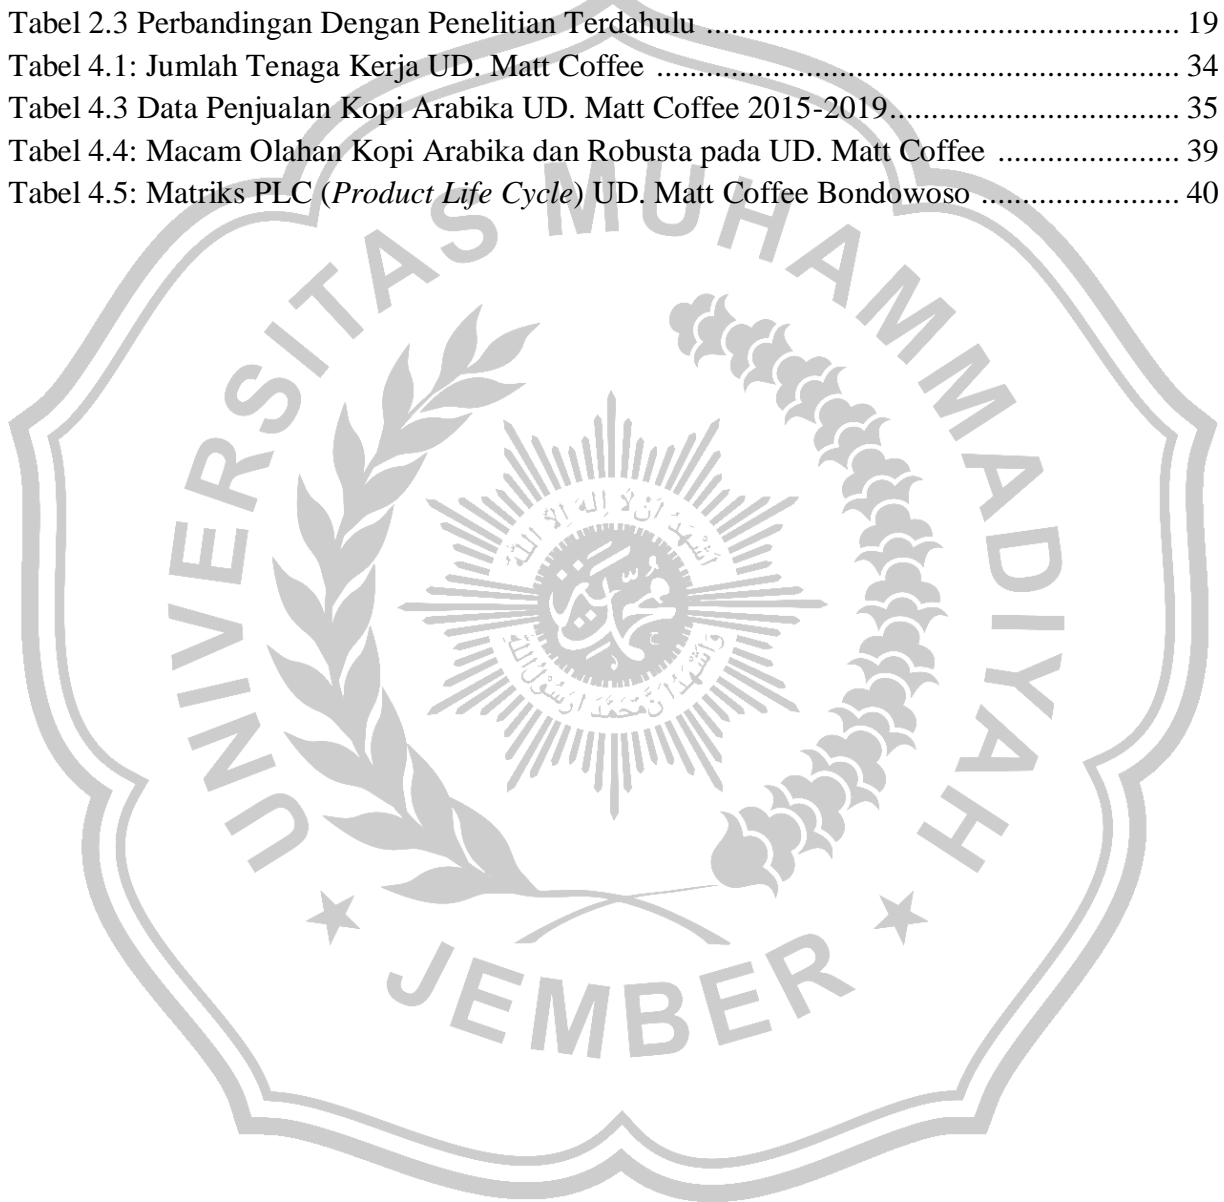 Tabel 2.3 Perbandingan Dengan Penelitian Terdahulu ............................................................ 19
Tabel 4.1: Jumlah Tenaga Kerja UD. Matt Coffee ................................................................... 34
Tabel 4.3 Data Penjualan Kopi Arabika UD. Matt Coffee 2015-2019..................................... 35
Tabel 4.4: Macam Olahan Kopi Arabika dan Robusta pada UD. Matt Coffee ....................... 39
Tabel 4.5: Matriks PLC (Product Life Cycle) UD. Matt Coffee Bondowoso ......................... 40
UNIVERSITAS MUHAMMADIYAH
JEMBER